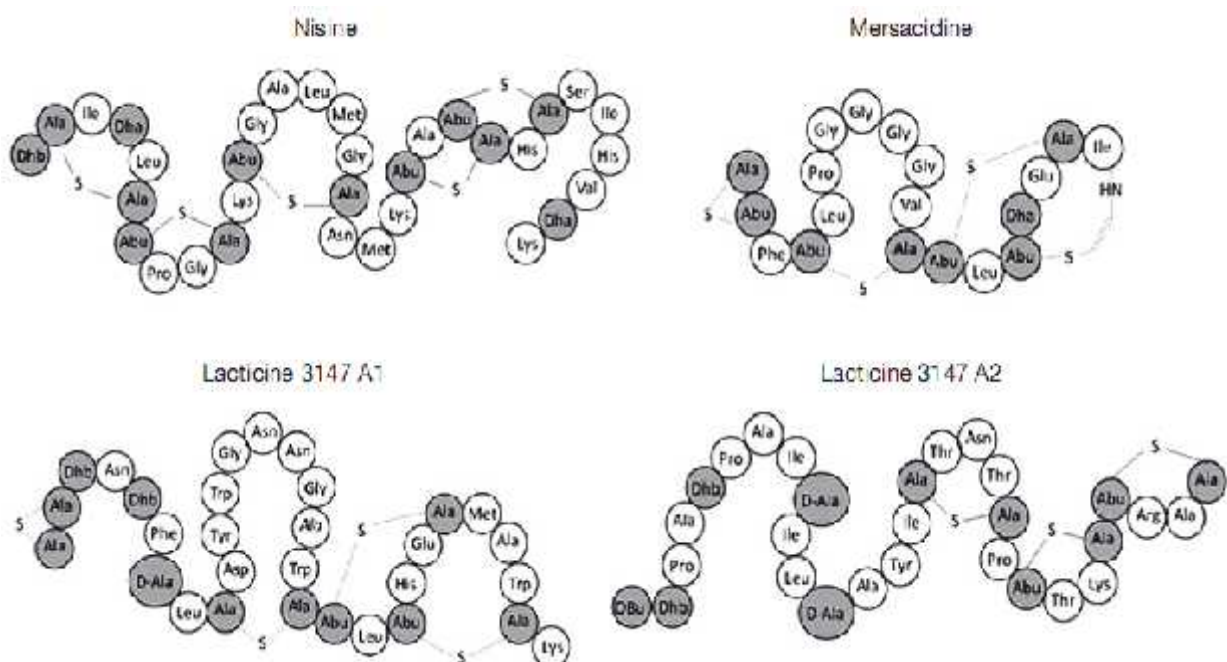 Nisine
Dhb Ala Ile Dha Leu Ala Abu Pro Gly Ala Lys Abu Gly Ala Leu Met Gly Ala Asn Met Lys Abu Ala Abu Ala His Ala Ser Ile His Val Dha Lys
S S S S S
Mersacidine
Ala Abu Phe Abu Leu Pro Gly Gly Gly Gly Val Ala Abu Leu Abu Dha Glu Ala Ile HN
S S S S
Lacticine 3147 A1
Ala Ala Dhb Asn Dhb Phe D-Ala Leu Ala Asp Tyr Trp Gly Asn Asn Gly Ala Trp Ala Abu Leu Abu His Glu Ala Met Ala Trp Ala Lys
S S S S
Lacticine 3147 A2
DBu Dhb Pro Ala Dhb Pro Ala Ile D-Ala Ile Leu D-Ala Ala Tyr Ile Ala Thr Asn Thr Ala Pro Abu Thr Lys Ala Abu Arg Ala Ala
S S S